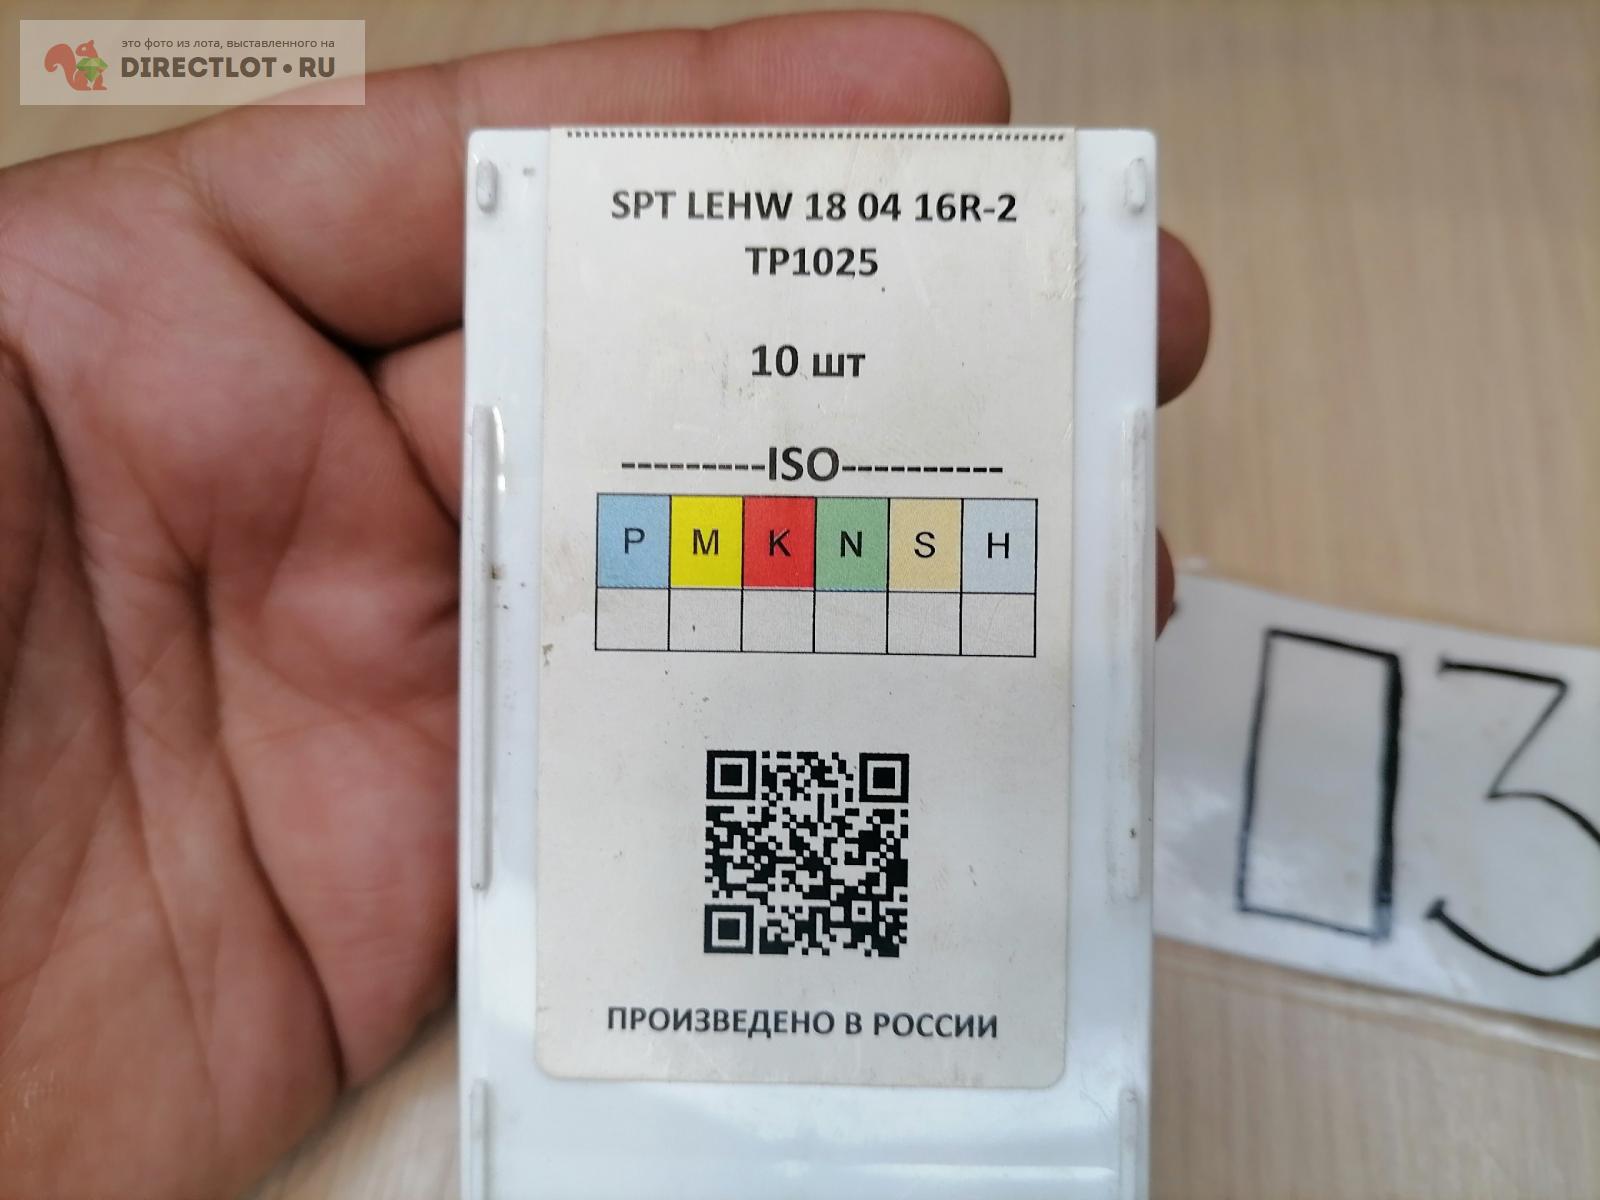 это фото из лота, выставленного на
DIRECTLOT•RU
SPT LEHW 18 04 16R-2
TP1025
10 шт
---------ISO----------
P M K N S H
ПРОИЗВЕДЕНО В РОССИИ